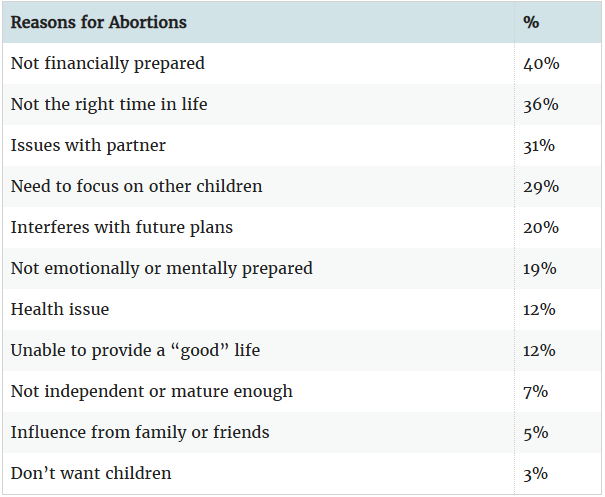 Reasons for Abortions %
Not financially prepared 40%
Not the right time in life 36%
Issues with partner 31%
Need to focus on other children 29%
Interferes with future plans 20%
Not emotionally or mentally prepared 19%
Health issue 12%
Unable to provide a “good” life 12%
Not independent or mature enough 7%
Influence from family or friends 5%
Don’t want children 3%